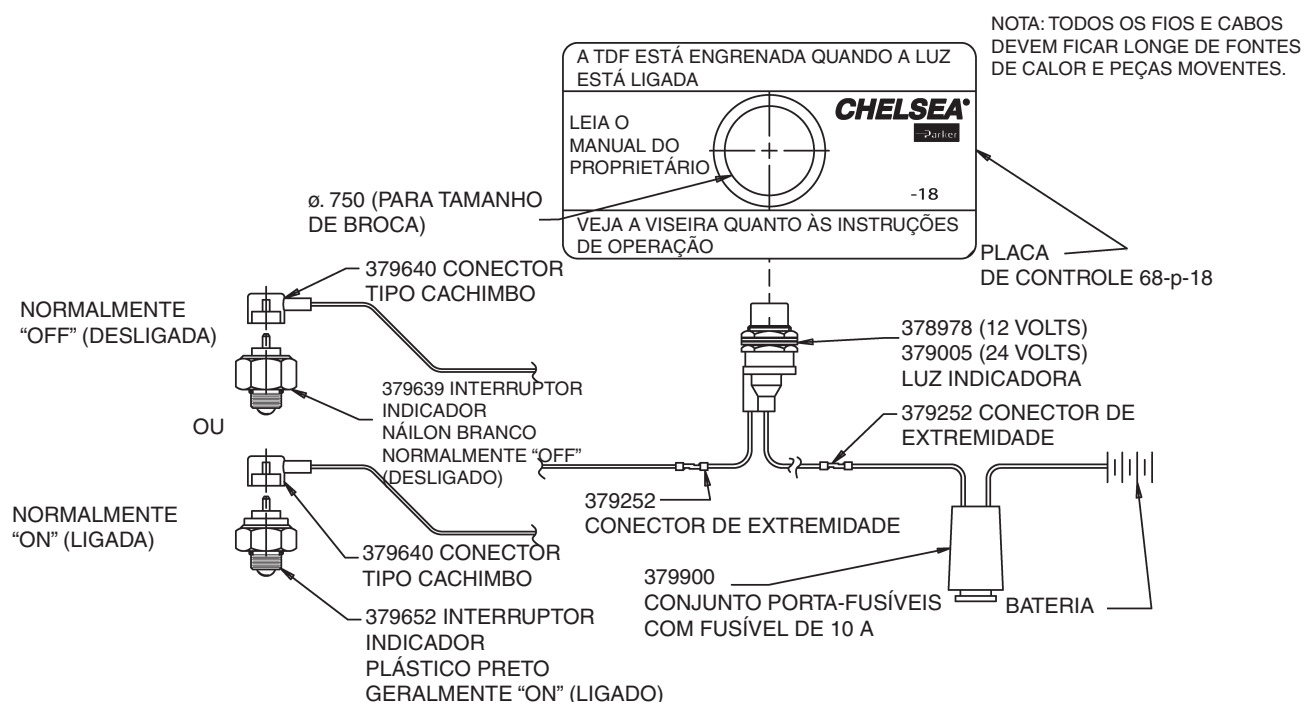 NOTA: TODOS OS FIOS E CABOS
DEVEM FICAR LONGE DE FONTES
DE CALOR E PEÇAS MOVENTES.
A TDF ESTÁ ENGRENADA QUANDO A LUZ
ESTÁ LIGADA
LEIA O
MANUAL DO
PROPRIETÁRIO
CHELSEA®
Parker
-18
VEJA A VISEIRA QUANTO ÀS INSTRUÇÕES
DE OPERAÇÃO
ø. 750 (PARA TAMANHO
DE BROCA)
PLACA
DE CONTROLE 68-p-18
379640 CONECTOR
TIPO CACHIMBO
NORMALMENTE
“OFF” (DESLIGADA)
378978 (12 VOLTS)
379005 (24 VOLTS)
LUZ INDICADORA
379639 INTERRUPTOR
INDICADOR
NÁILON BRANCO
NORMALMENTE “OFF”
(DESLIGADO)
OU
379252 CONECTOR DE
EXTREMIDADE
379252
CONECTOR DE EXTREMIDADE
NORMALMENTE
“ON” (LIGADA)
379640 CONECTOR
TIPO CACHIMBO
379900
CONJUNTO PORTA-FUSÍVEIS
COM FUSÍVEL DE 10 A
BATERIA
379652 INTERRUPTOR
INDICADOR
PLÁSTICO PRETO
GERALMENTE “ON” (LIGADO)